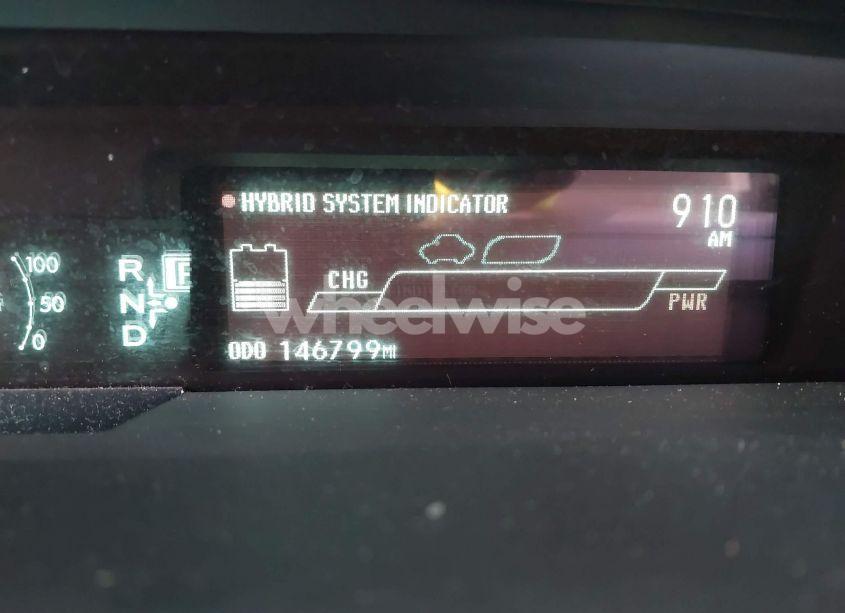 HYBRID SYSTEM INDICATOR
910
AM
100
50
0
R
N
D
P
CHG
PWR
wheelwise
ODO 146799MI